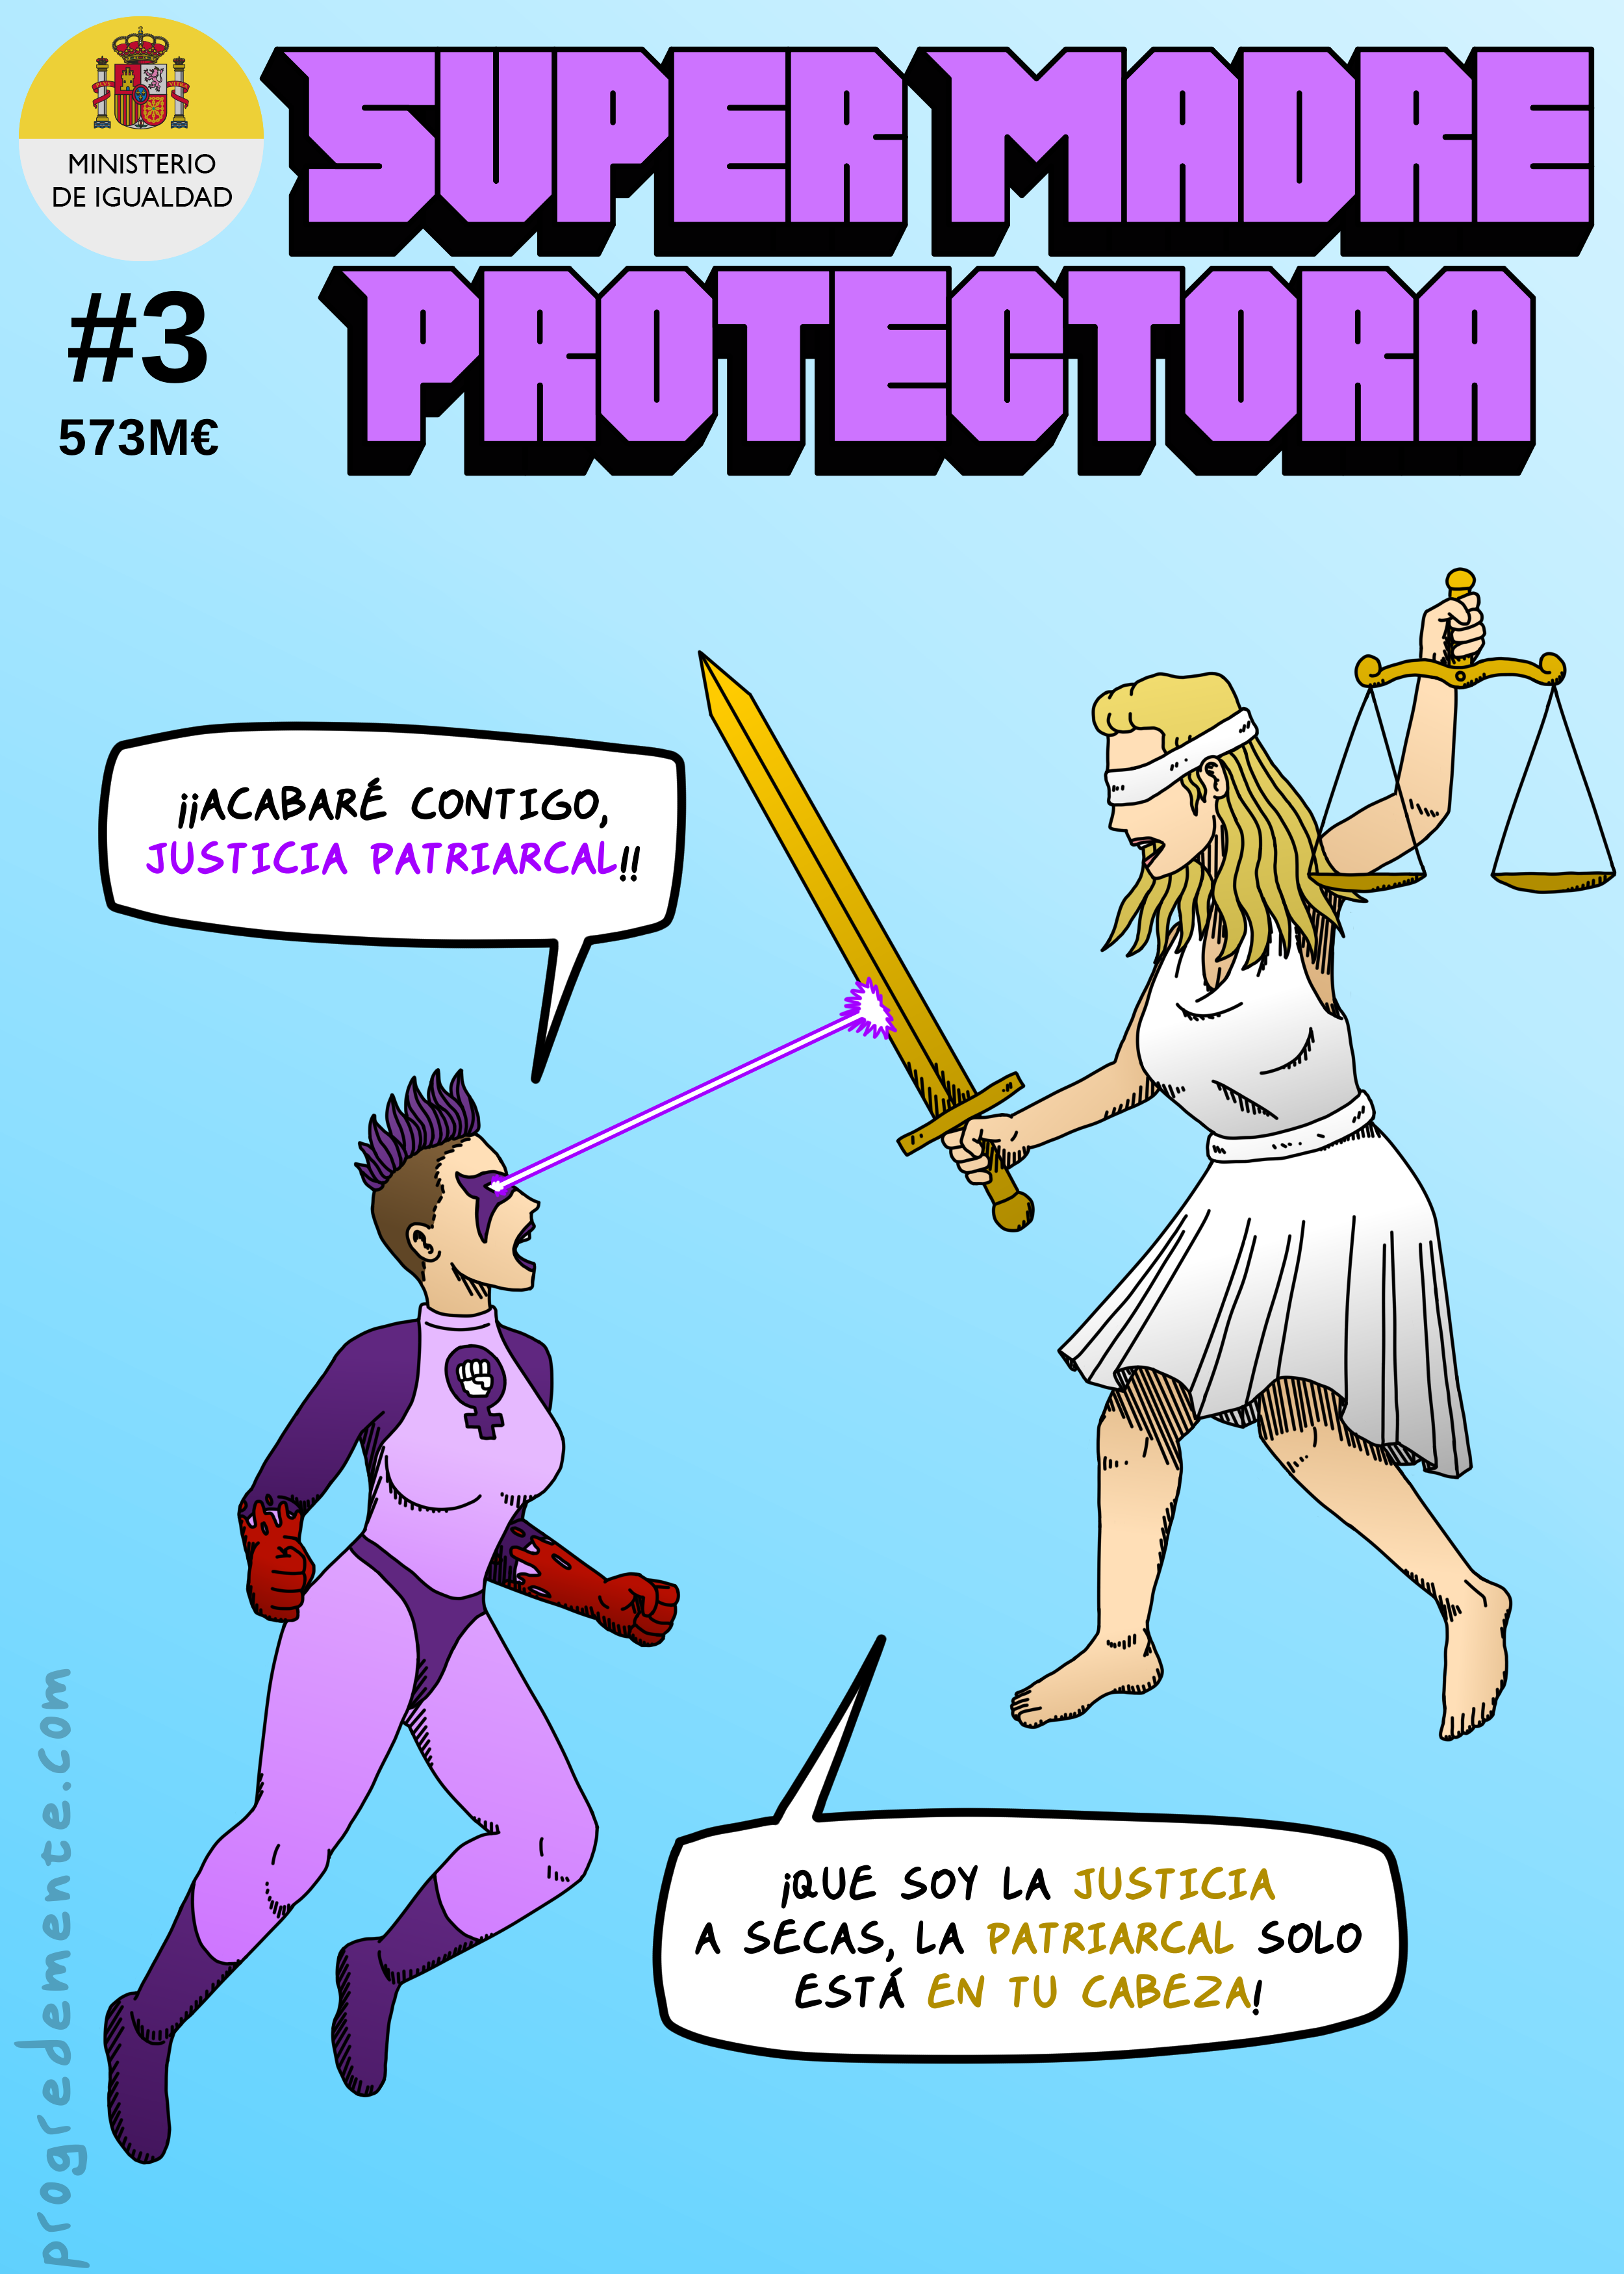 MINISTERIO
DE IGUALDAD
#3
573M€
SUPER MADRE
PROTECTORA
¡¡ACABARÉ CONTIGO,
JUSTICIA PATRIARCAL!!
¡QUE SOY LA JUSTICIA
A SECAS, LA PATRIARCAL SOLO
ESTÁ EN TU CABEZA!
progredemente.com